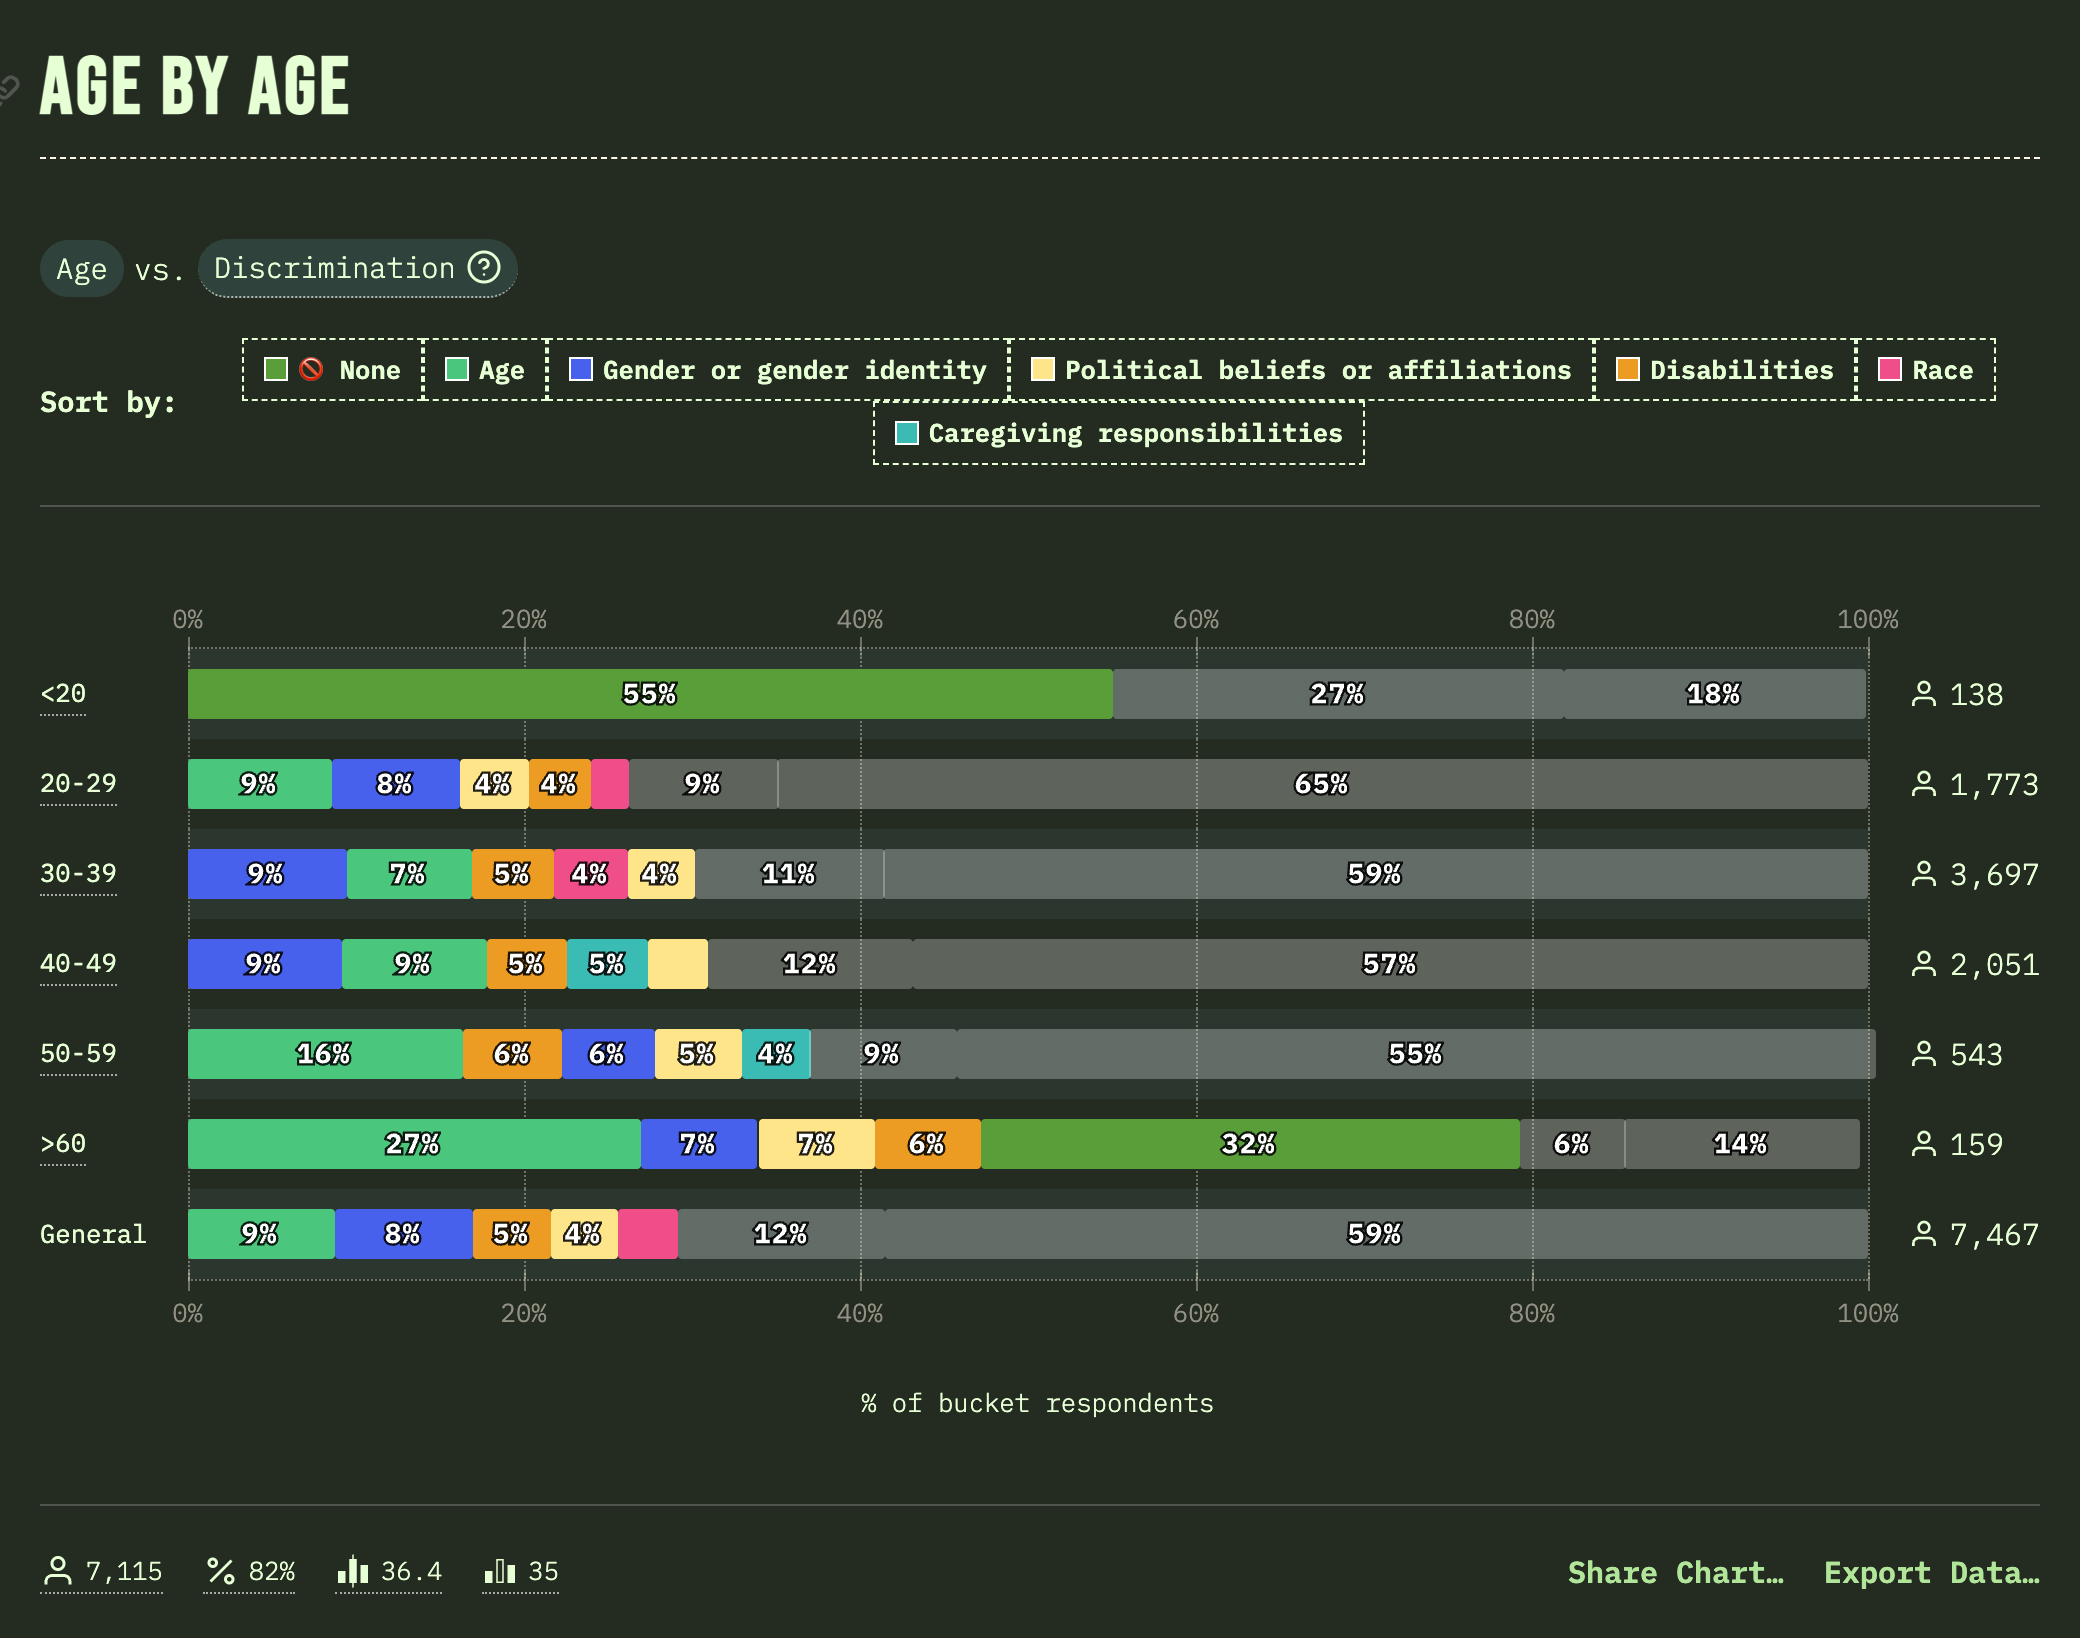 AGE BY AGE
Age vs. Discrimination ?
None Age Gender or gender identity Political beliefs or affiliations Disabilities Race
Sort by:
Caregiving responsibilities
0% 20% 40% 60% 80% 100%
<20 55% 27% 18% 138
20-29 9% 8% 4% 4% 9% 65% 1,773
30-39 9% 7% 5% 4% 4% 11% 59% 3,697
40-49 9% 9% 5% 5% 12% 57% 2,051
50-59 16% 6% 6% 5% 4% 9% 55% 543
>60 27% 7% 7% 6% 32% 6% 14% 159
General 9% 8% 5% 4% 12% 59% 7,467
0% 20% 40% 60% 80% 100%
% of bucket respondents
7,115 % 82% 36.4 35 Share Chart… Export Data…